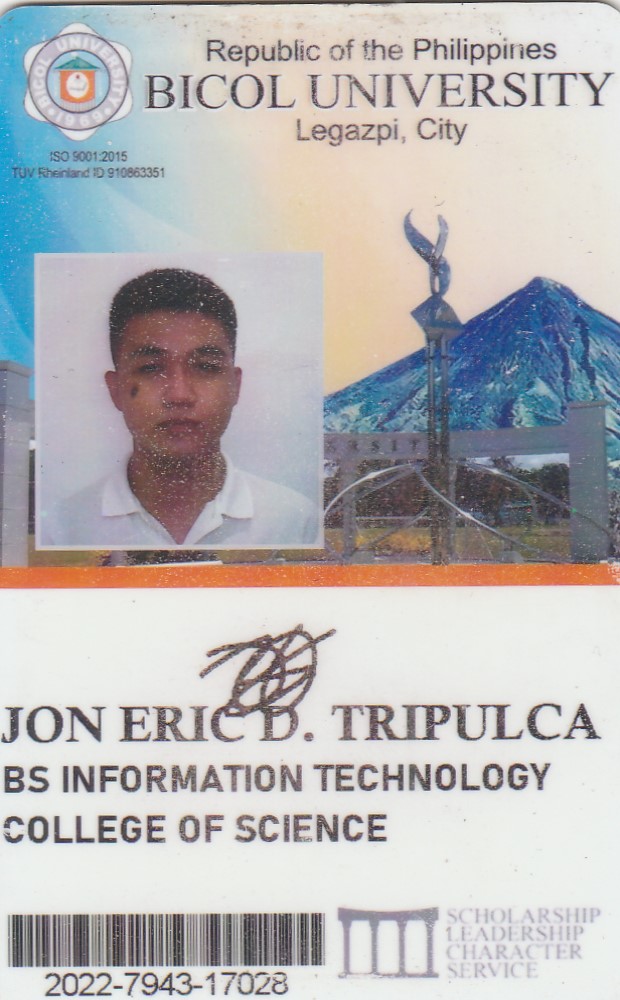 Republic of the Philippines
BICOL UNIVERSITY
Legazpi, City
BICOL UNIVERSITY
1969
ISO 9001:2015
TUV Rheinland ID 910863351
R S I T
JON ERIC D. TRIPULCA
BS INFORMATION TECHNOLOGY
COLLEGE OF SCIENCE
2022-7943-17028
SCHOLARSHIP
LEADERSHIP
CHARACTER
SERVICE